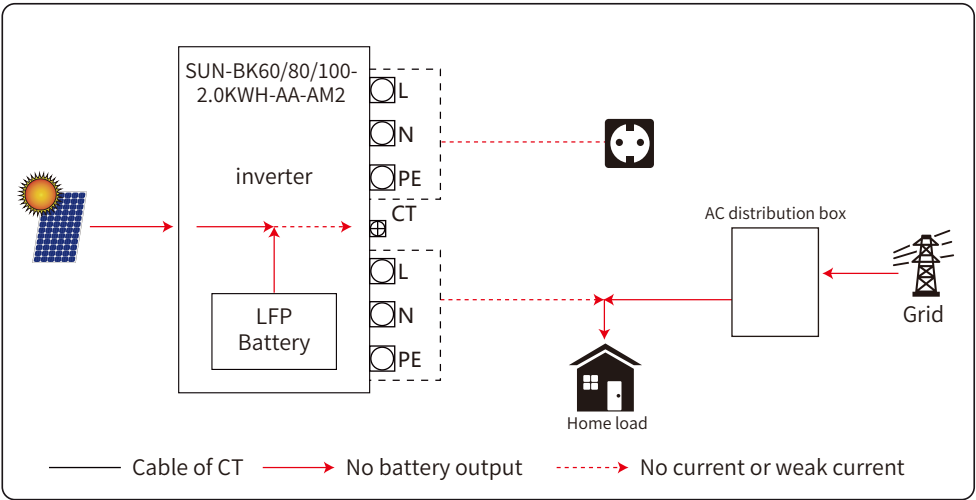 SUN-BK60/80/100-
2.0KWH-AA-AM2
L
N
inverter
PE
CT
AC distribution box
L
LFP
Battery
N
Grid
PE
Home load
Cable of CT
No battery output
No current or weak current